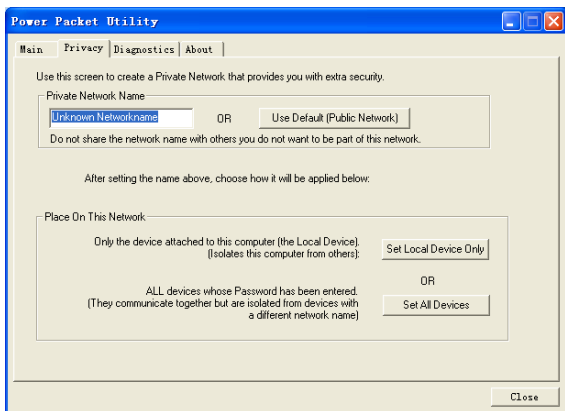 Power Packet Utility
Main Privacy Diagnostics About
Use this screen to create a Private Network that provides you with extra security.
Private Network Name
Unknown Networkname OR Use Default (Public Network)
Do not share the network name with others you do not want to be part of this network.
After setting the name above, choose how it will be applied below:
Place On This Network
Only the device attached to this computer (the Local Device). Set Local Device Only
(Isolates this computer from others):
OR
ALL devices whose Password has been entered.
(They communicate together but are isolated from devices with Set All Devices
a different network name)
Close